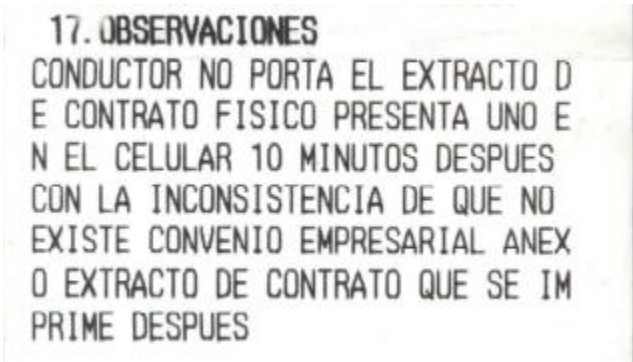 17.OBSERVACIONES
CONDUCTOR NO PORTA EL EXTRACTO D
E CONTRATO FISICO PRESENTA UNO E
N EL CELULAR 10 MINUTOS DESPUES
CON LA INCONSISTENCIA DE QUE NO
EXISTE CONVENIO EMPRESARIAL ANEX
O EXTRACTO DE CONTRATO QUE SE IM
PRIME DESPUES